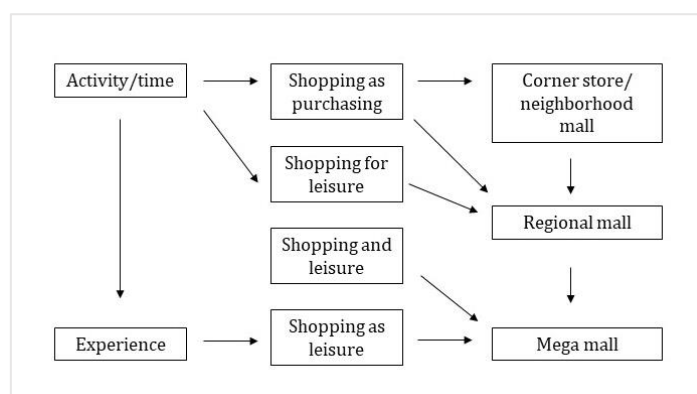 Activity/time
Shopping as
purchasing
Corner store/
neighborhood
mall
Shopping for
leisure
Regional mall
Shopping and
leisure
Experience
Shopping as
leisure
Mega mall